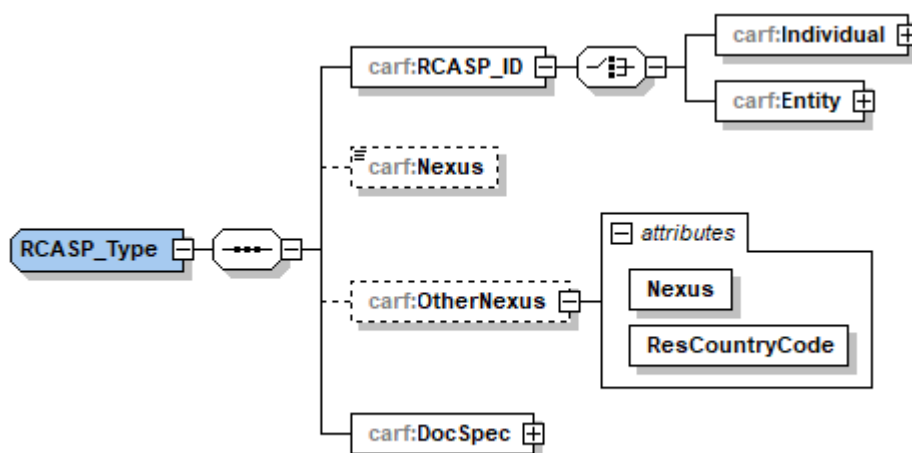 carf:Individual
carf:RCASP_ID
carf:Entity
carf:Nexus
attributes
RCASP_Type
Nexus
carf:OtherNexus
ResCountryCode
carf:DocSpec